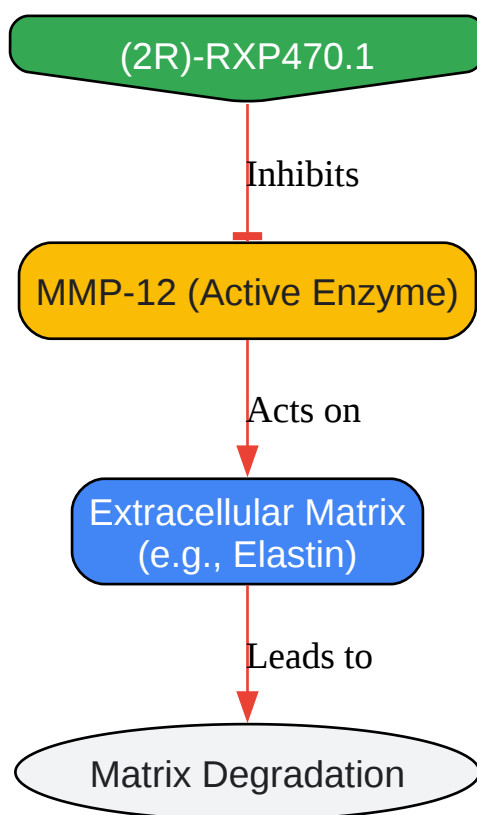 (2R)-RXP470.1
Inhibits
MMP-12 (Active Enzyme)
Acts on
Extracellular Matrix
(e.g., Elastin)
Leads to
Matrix Degradation